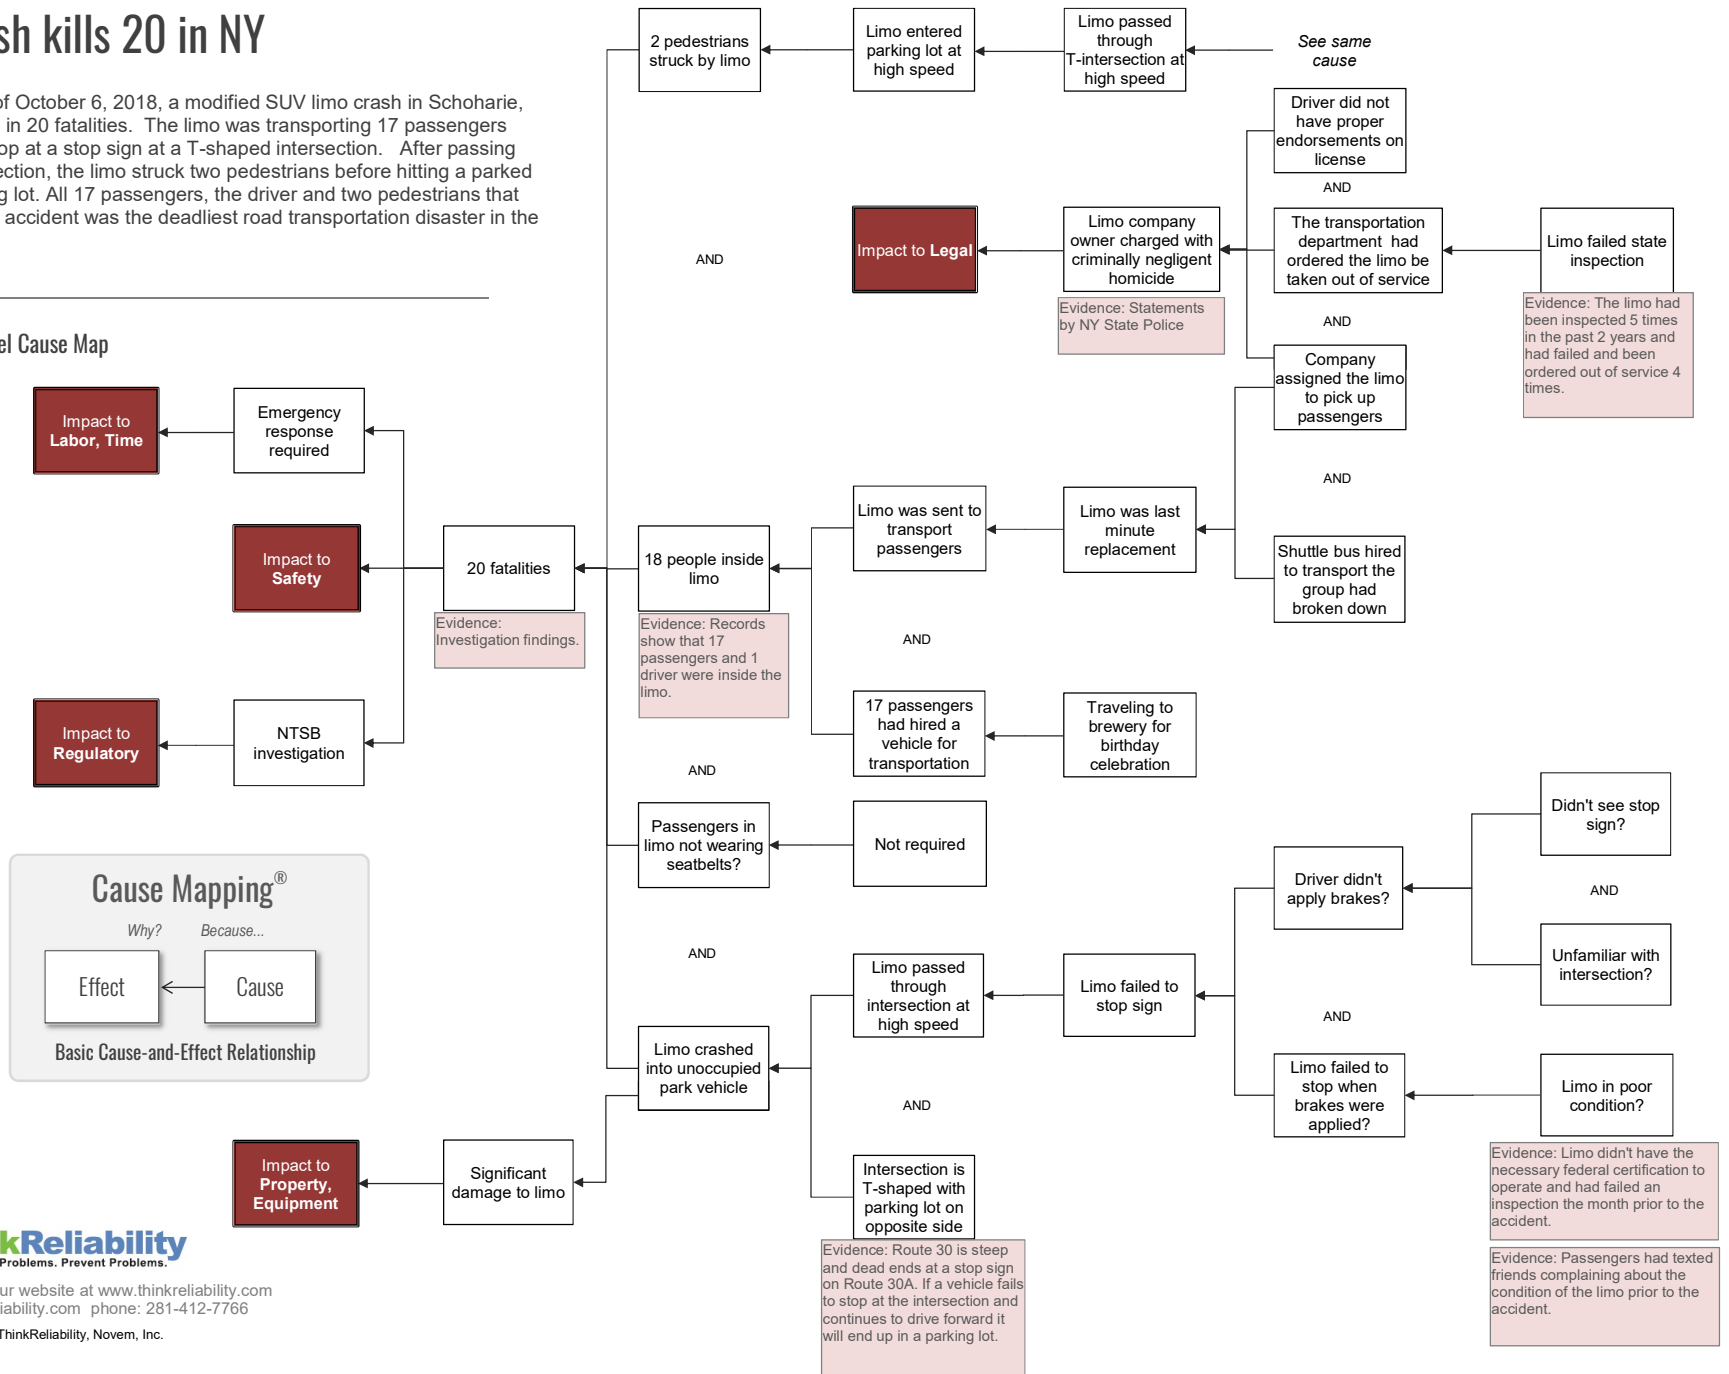 sh kills 20 in NY
of October 6, 2018, a modified SUV limo crash in Schoharie,
in 20 fatalities. The limo was transporting 17 passengers
op at a stop sign at a T-shaped intersection. After passing
ection, the limo struck two pedestrians before hitting a parked
g lot. All 17 passengers, the driver and two pedestrians that
accident was the deadliest road transportation disaster in the
el Cause Map
2 pedestrians
struck by limo
Limo entered
parking lot at
high speed
Limo passed
through
T-intersection at
high speed
See same
cause
Driver did not
have proper
endorsements on
license
AND
AND
Impact to Legal
Limo company
owner charged with
criminally negligent
homicide
Evidence: Statements
by NY State Police
The transportation
department had
ordered the limo be
taken out of service
Limo failed state
inspection
Evidence: The limo had
been inspected 5 times
in the past 2 years and
had failed and been
ordered out of service 4
times.
AND
Company
assigned the limo
to pick up
passengers
AND
Shuttle bus hired
to transport the
group had
broken down
Impact to
Labor, Time
Emergency
response
required
Impact to
Safety
20 fatalities
Evidence:
Investigation findings.
18 people inside
limo
Evidence: Records
show that 17
passengers and 1
driver were inside the
limo.
Limo was sent to
transport
passengers
Limo was last
minute
replacement
AND
17 passengers
had hired a
vehicle for
transportation
Traveling to
brewery for
birthday
celebration
Impact to
Regulatory
NTSB
investigation
AND
Passengers in
limo not wearing
seatbelts?
Not required
AND
Limo crashed
into unoccupied
park vehicle
Limo passed
through
intersection at
high speed
Limo failed to
stop sign
Driver didn't
apply brakes?
Didn't see stop
sign?
AND
Unfamiliar with
intersection?
AND
Limo failed to
stop when
brakes were
applied?
Limo in poor
condition?
Evidence: Limo didn't have the
necessary federal certification to
operate and had failed an
inspection the month prior to the
accident.
Evidence: Passengers had texted
friends complaining about the
condition of the limo prior to the
accident.
AND
Intersection is
T-shaped with
parking lot on
opposite side
Evidence: Route 30 is steep
and dead ends at a stop sign
on Route 30A. If a vehicle fails
to stop at the intersection and
continues to drive forward it
will end up in a parking lot.
Cause Mapping®
Why? Because...
Effect
Cause
Basic Cause-and-Effect Relationship
Impact to
Property,
Equipment
Significant
damage to limo
kReliability
Problems. Prevent Problems.
ur website at www.thinkreliability.com
iability.com phone: 281-412-7766
ThinkReliability, Novem, Inc.